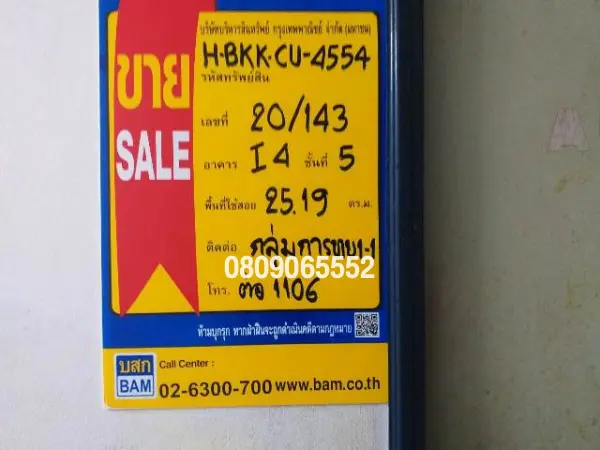 บริษัทบริหารสินทรัพย์ กรุงเทพพาณิชย์ จำกัด (มหาชน)
ขาย
SALE
H-BKK-CU-4554
รหัสทรัพย์สิน
เลขที่ 20/143
อาคาร I4 ชั้นที่ 5
พื้นที่ใช้สอย 25.19 ตร.ม.
ติดต่อ กลุ่มการขาย1-1
0809065552
โทร. ต่อ 1106
ห้ามบุกรุก หากฝ่าฝืนจะถูกดำเนินคดีตามกฎหมาย
บสก
BAM
Call Center :
02-6300-700 www.bam.co.th